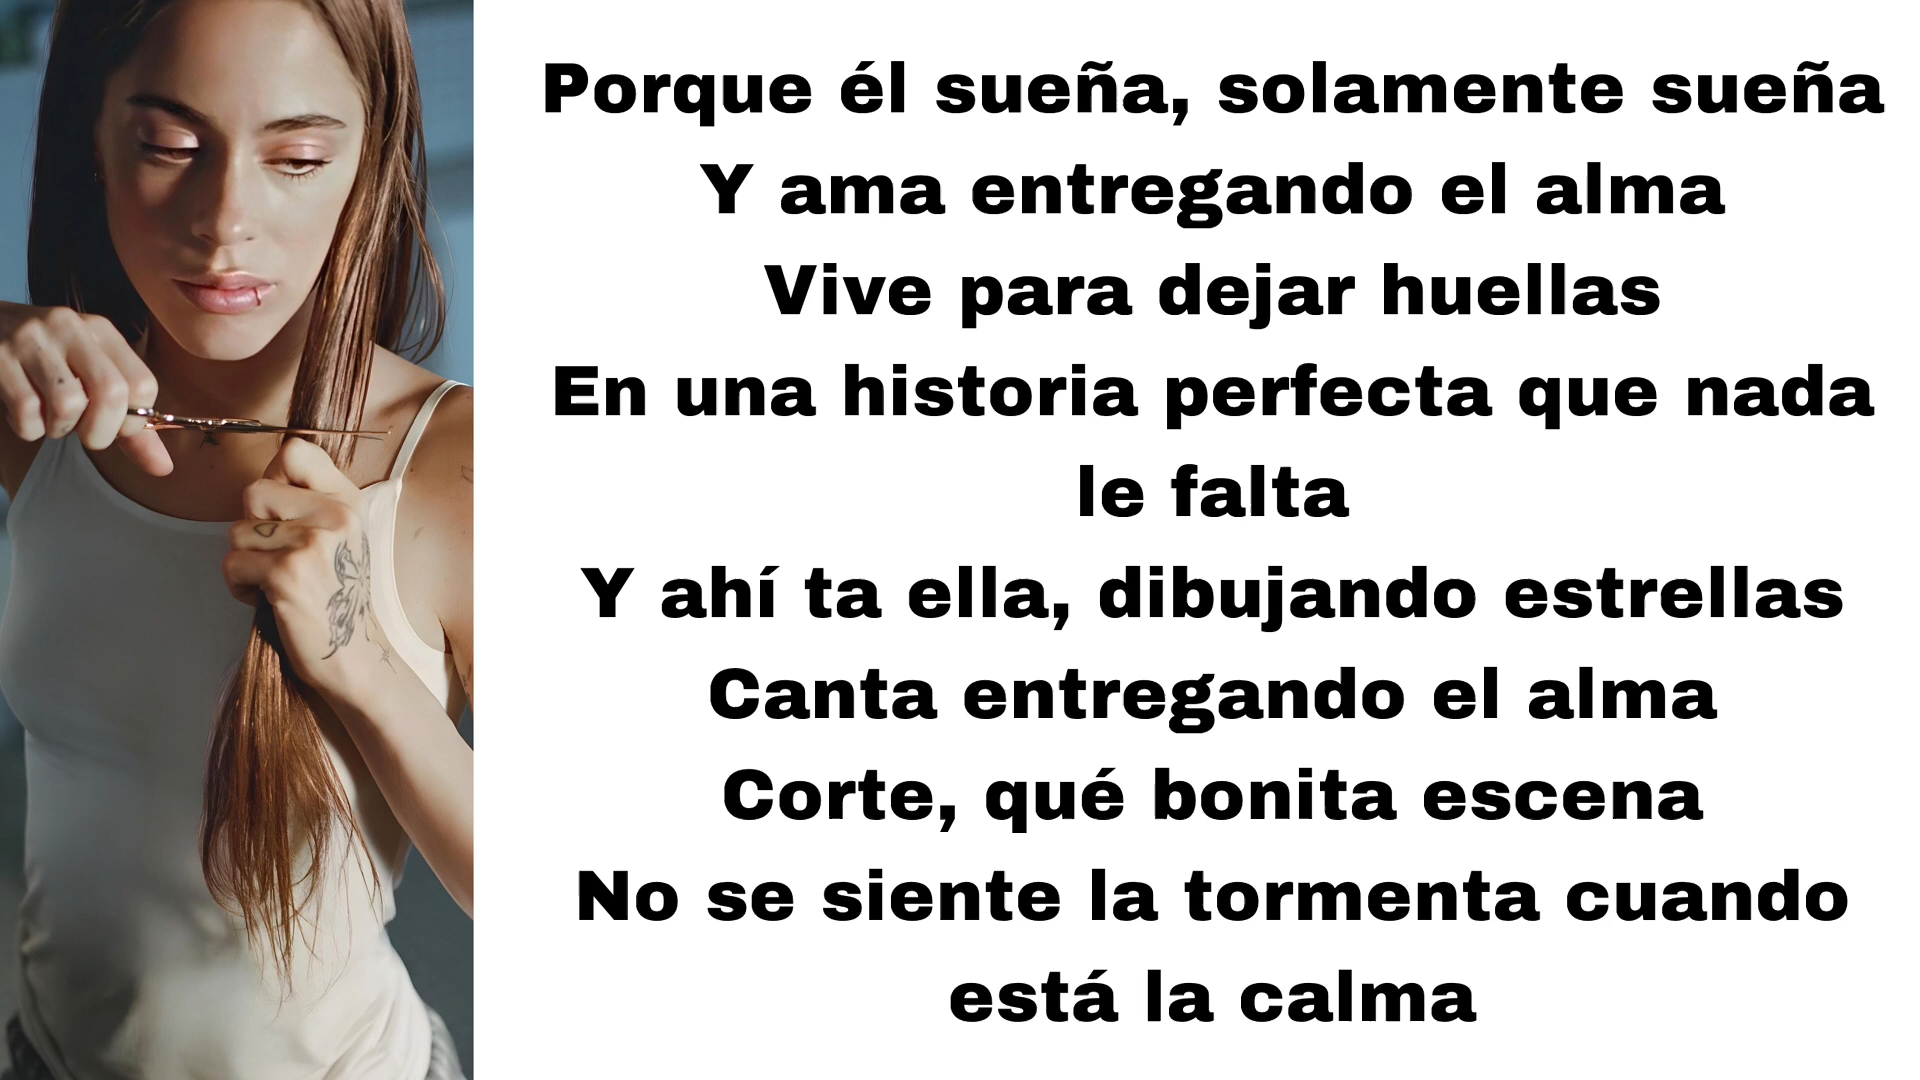 Porque él sueña, solamente sueña
Y ama entregando el alma
Vive para dejar huellas
En una historia perfecta que nada
le falta
Y ahí ta ella, dibujando estrellas
Canta entregando el alma
Corte, qué bonita escena
No se siente la tormenta cuando
está la calma